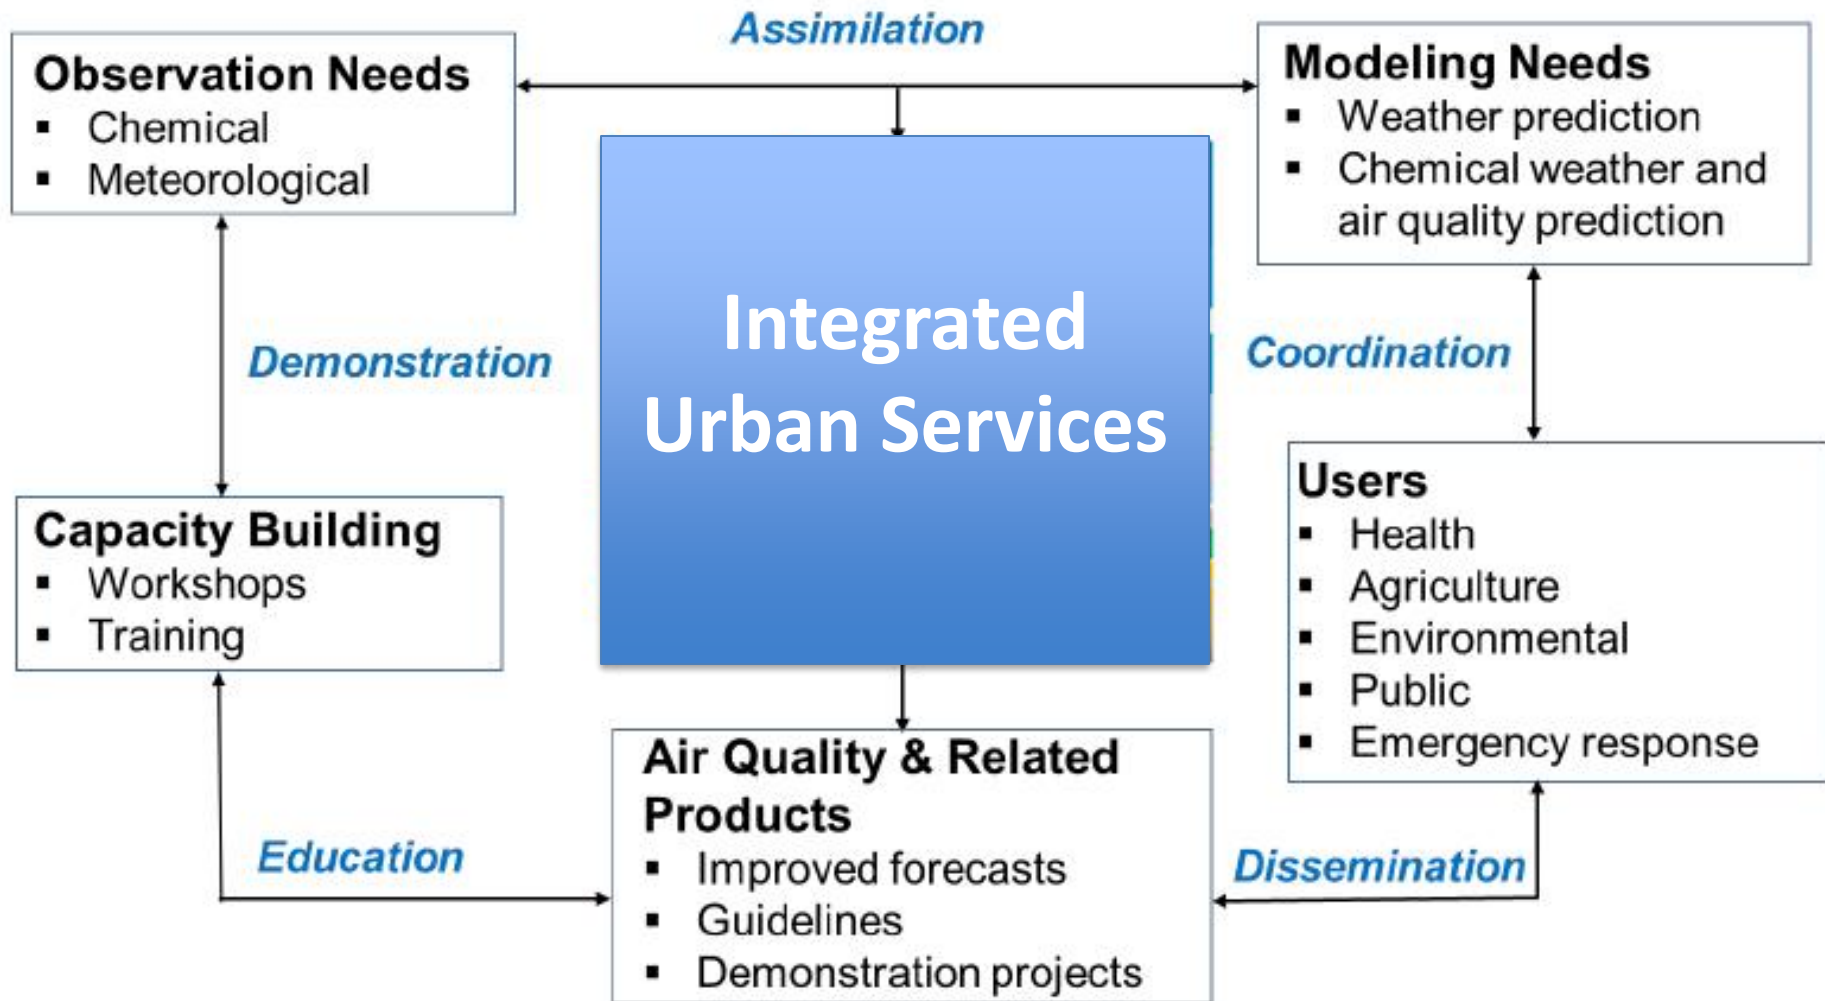 Assimilation
Observation Needs
▪ Chemical
▪ Meteorological
Modeling Needs
▪ Weather prediction
▪ Chemical weather and
air quality prediction
Integrated
Urban Services
Demonstration
Coordination
Capacity Building
▪ Workshops
▪ Training
Users
▪ Health
▪ Agriculture
▪ Environmental
▪ Public
▪ Emergency response
Education
Air Quality & Related
Products
▪ Improved forecasts
▪ Guidelines
▪ Demonstration projects
Dissemination